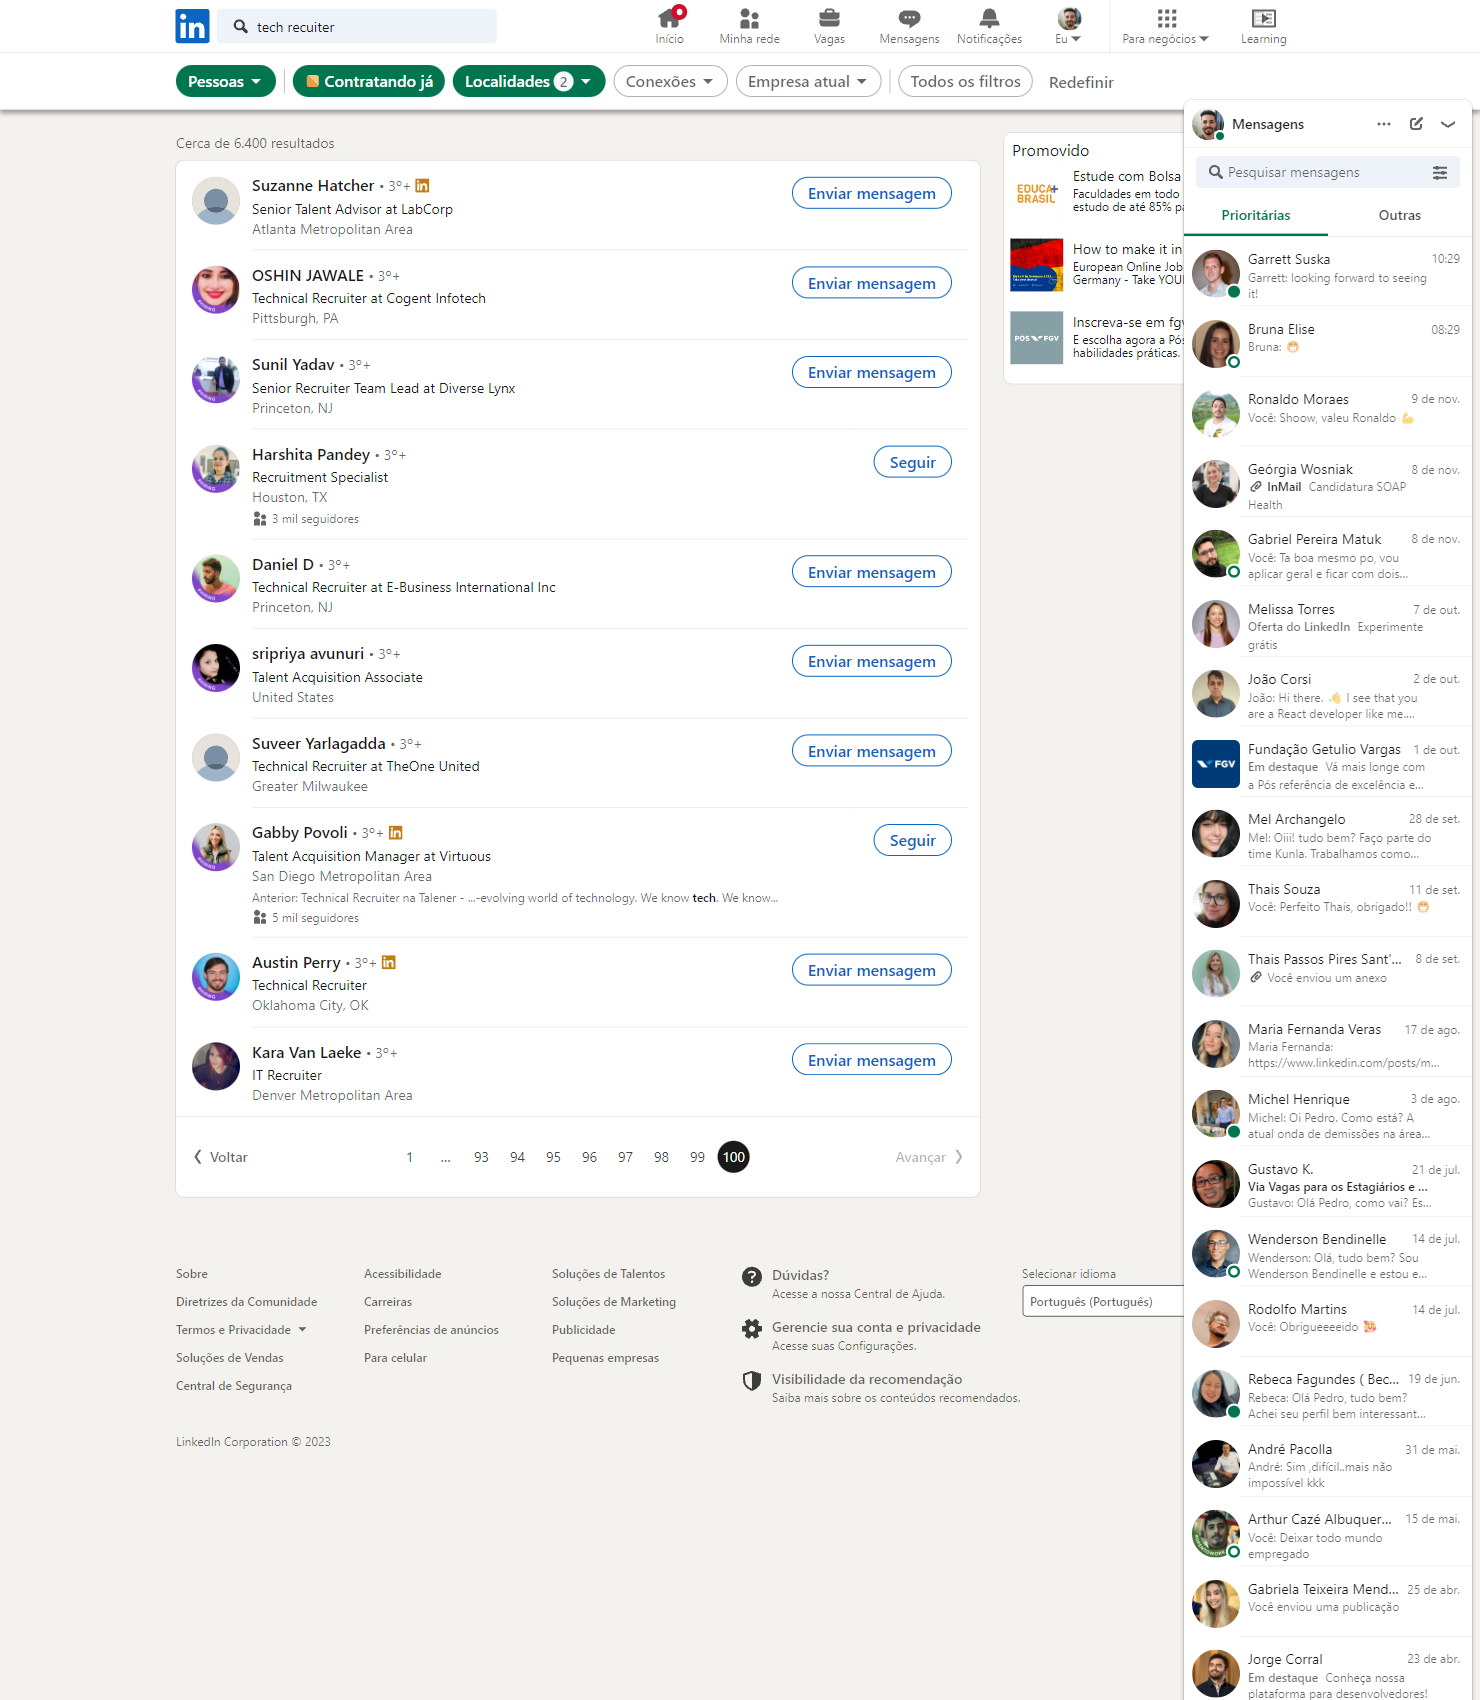 in
tech recuiter
Início
Minha rede
Vagas
Mensagens
Notificações
Eu
Para negócios
Learning
Pessoas
Contratando já
Localidades 2
Conexões
Empresa atual
Todos os filtros
Redefinir
Cerca de 6.400 resultados
Suzanne Hatcher • 3º+ in
Senior Talent Advisor at LabCorp
Atlanta Metropolitan Area
Enviar mensagem
OSHIN JAWALE • 3º+
Technical Recruiter at Cogent Infotech
Pittsburgh, PA
Enviar mensagem
Sunil Yadav • 3º+
Senior Recruiter Team Lead at Diverse Lynx
Princeton, NJ
Enviar mensagem
Harshita Pandey • 3º+
Recruitment Specialist
Houston, TX
3 mil seguidores
Seguir
Daniel D • 3º+
Technical Recruiter at E-Business International Inc
Princeton, NJ
Enviar mensagem
sripriya avunuri • 3º+
Talent Acquisition Associate
United States
Enviar mensagem
Suveer Yarlagadda • 3º+
Technical Recruiter at TheOne United
Greater Milwaukee
Enviar mensagem
Gabby Povoli • 3º+ in
Talent Acquisition Manager at Virtuous
San Diego Metropolitan Area
Anterior: Technical Recruiter na Talener - ...-evolving world of technology. We know tech. We know...
5 mil seguidores
Seguir
Austin Perry • 3º+ in
Technical Recruiter
Oklahoma City, OK
Enviar mensagem
Kara Van Laeke • 3º+
IT Recruiter
Denver Metropolitan Area
Enviar mensagem
Voltar
1 ... 93 94 95 96 97 98 99 100
Avançar
Promovido
EDUCA+
BRASIL
Estude com Bolsa
Faculdades em todo
estudo de até 85% pa
How to make it in
European Online Job
Germany - Take YOU
PÓS FGV
Inscreva-se em fgv
E escolha agora a Pós
habilidades práticas.
Mensagens
Pesquisar mensagens
Prioritárias
Outras
Garrett Suska 10:29
Garrett: looking forward to seeing
it!
Bruna Elise 08:29
Bruna: 😁
Ronaldo Moraes 9 de nov.
Você: Shoow, valeu Ronaldo 💪
Geórgia Wosniak 8 de nov.
InMail Candidatura SOAP
Health
Gabriel Pereira Matuk 8 de nov.
Você: Ta boa mesmo po, vou
aplicar geral e ficar com dois...
Melissa Torres 7 de out.
Oferta do LinkedIn Experimente
grátis
João Corsi 2 de out.
João: Hi there. 👋 I see that you
are a React developer like me....
FGV
Fundação Getulio Vargas 1 de out.
Em destaque Vá mais longe com
a Pós referência de excelência e...
Mel Archangelo 28 de set.
Mel: Oiii! tudo bem? Faço parte do
time Kunla. Trabalhamos como...
Thais Souza 11 de set.
Você: Perfeito Thais, obrigado!! 😁
Thais Passos Pires Sant'... 8 de set.
Você enviou um anexo
Maria Fernanda Veras 17 de ago.
Maria Fernanda:
https://www.linkedin.com/posts/m...
Michel Henrique 3 de ago.
Michel: Oi Pedro. Como está? A
atual onda de demissões na área...
Gustavo K. 21 de jul.
Via Vagas para os Estagiários e ...
Gustavo: Olá Pedro, como vai? Es...
Wenderson Bendinelle 14 de jul.
Wenderson: Olá, tudo bem? Sou
Wenderson Bendinelle e estou e...
Rodolfo Martins 14 de jul.
Você: Obrigueeeeido 🥰
Rebeca Fagundes ( Bec... 19 de jun.
Rebeca: Olá Pedro, tudo bem?
Achei seu perfil bem interessant...
André Pacolla 31 de mai.
André: Sim ,difícil..mais não
impossível kkk
Arthur Cazé Albuquer... 15 de mai.
Você: Deixar todo mundo
empregado
Gabriela Teixeira Mend... 25 de abr.
Você enviou uma publicação
Jorge Corral 23 de abr.
Em destaque Conheça nossa
plataforma para desenvolvedores!
Sobre
Diretrizes da Comunidade
Termos e Privacidade
Soluções de Vendas
Central de Segurança
Acessibilidade
Carreiras
Preferências de anúncios
Para celular
Soluções de Talentos
Soluções de Marketing
Publicidade
Pequenas empresas
Dúvidas?
Acesse a nossa Central de Ajuda.
Gerencie sua conta e privacidade
Acesse suas Configurações.
Visibilidade da recomendação
Saiba mais sobre os conteúdos recomendados.
Selecionar idioma
Português (Português)
LinkedIn Corporation © 2023